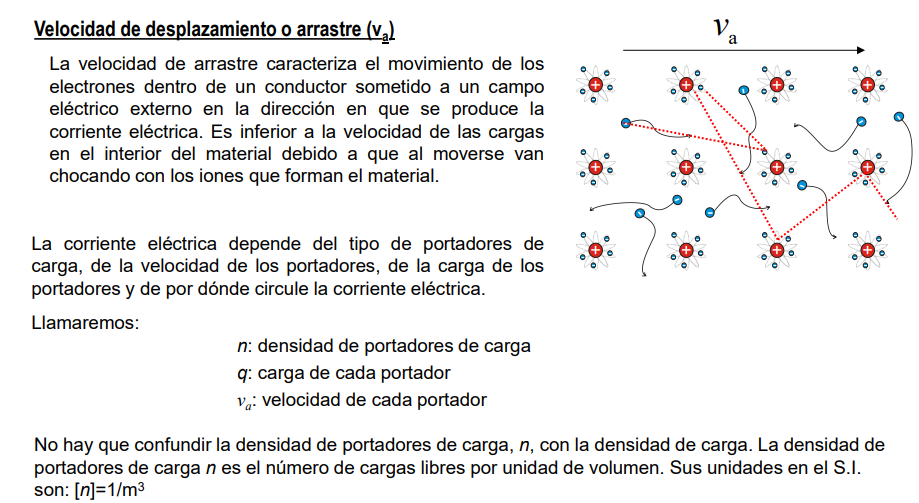 Velocidad de desplazamiento o arrastre (va)
va
La velocidad de arrastre caracteriza el movimiento de los
electrones dentro de un conductor sometido a un campo
eléctrico externo en la dirección en que se produce la
corriente eléctrica. Es inferior a la velocidad de las cargas
en el interior del material debido a que al moverse van
chocando con los iones que forman el material.
La corriente eléctrica depende del tipo de portadores de
carga, de la velocidad de los portadores, de la carga de los
portadores y de por dónde circule la corriente eléctrica.
Llamaremos:
n: densidad de portadores de carga
q: carga de cada portador
va: velocidad de cada portador
No hay que confundir la densidad de portadores de carga, n, con la densidad de carga. La densidad de
portadores de carga n es el número de cargas libres por unidad de volumen. Sus unidades en el S.I.
son: [n]=1/m³